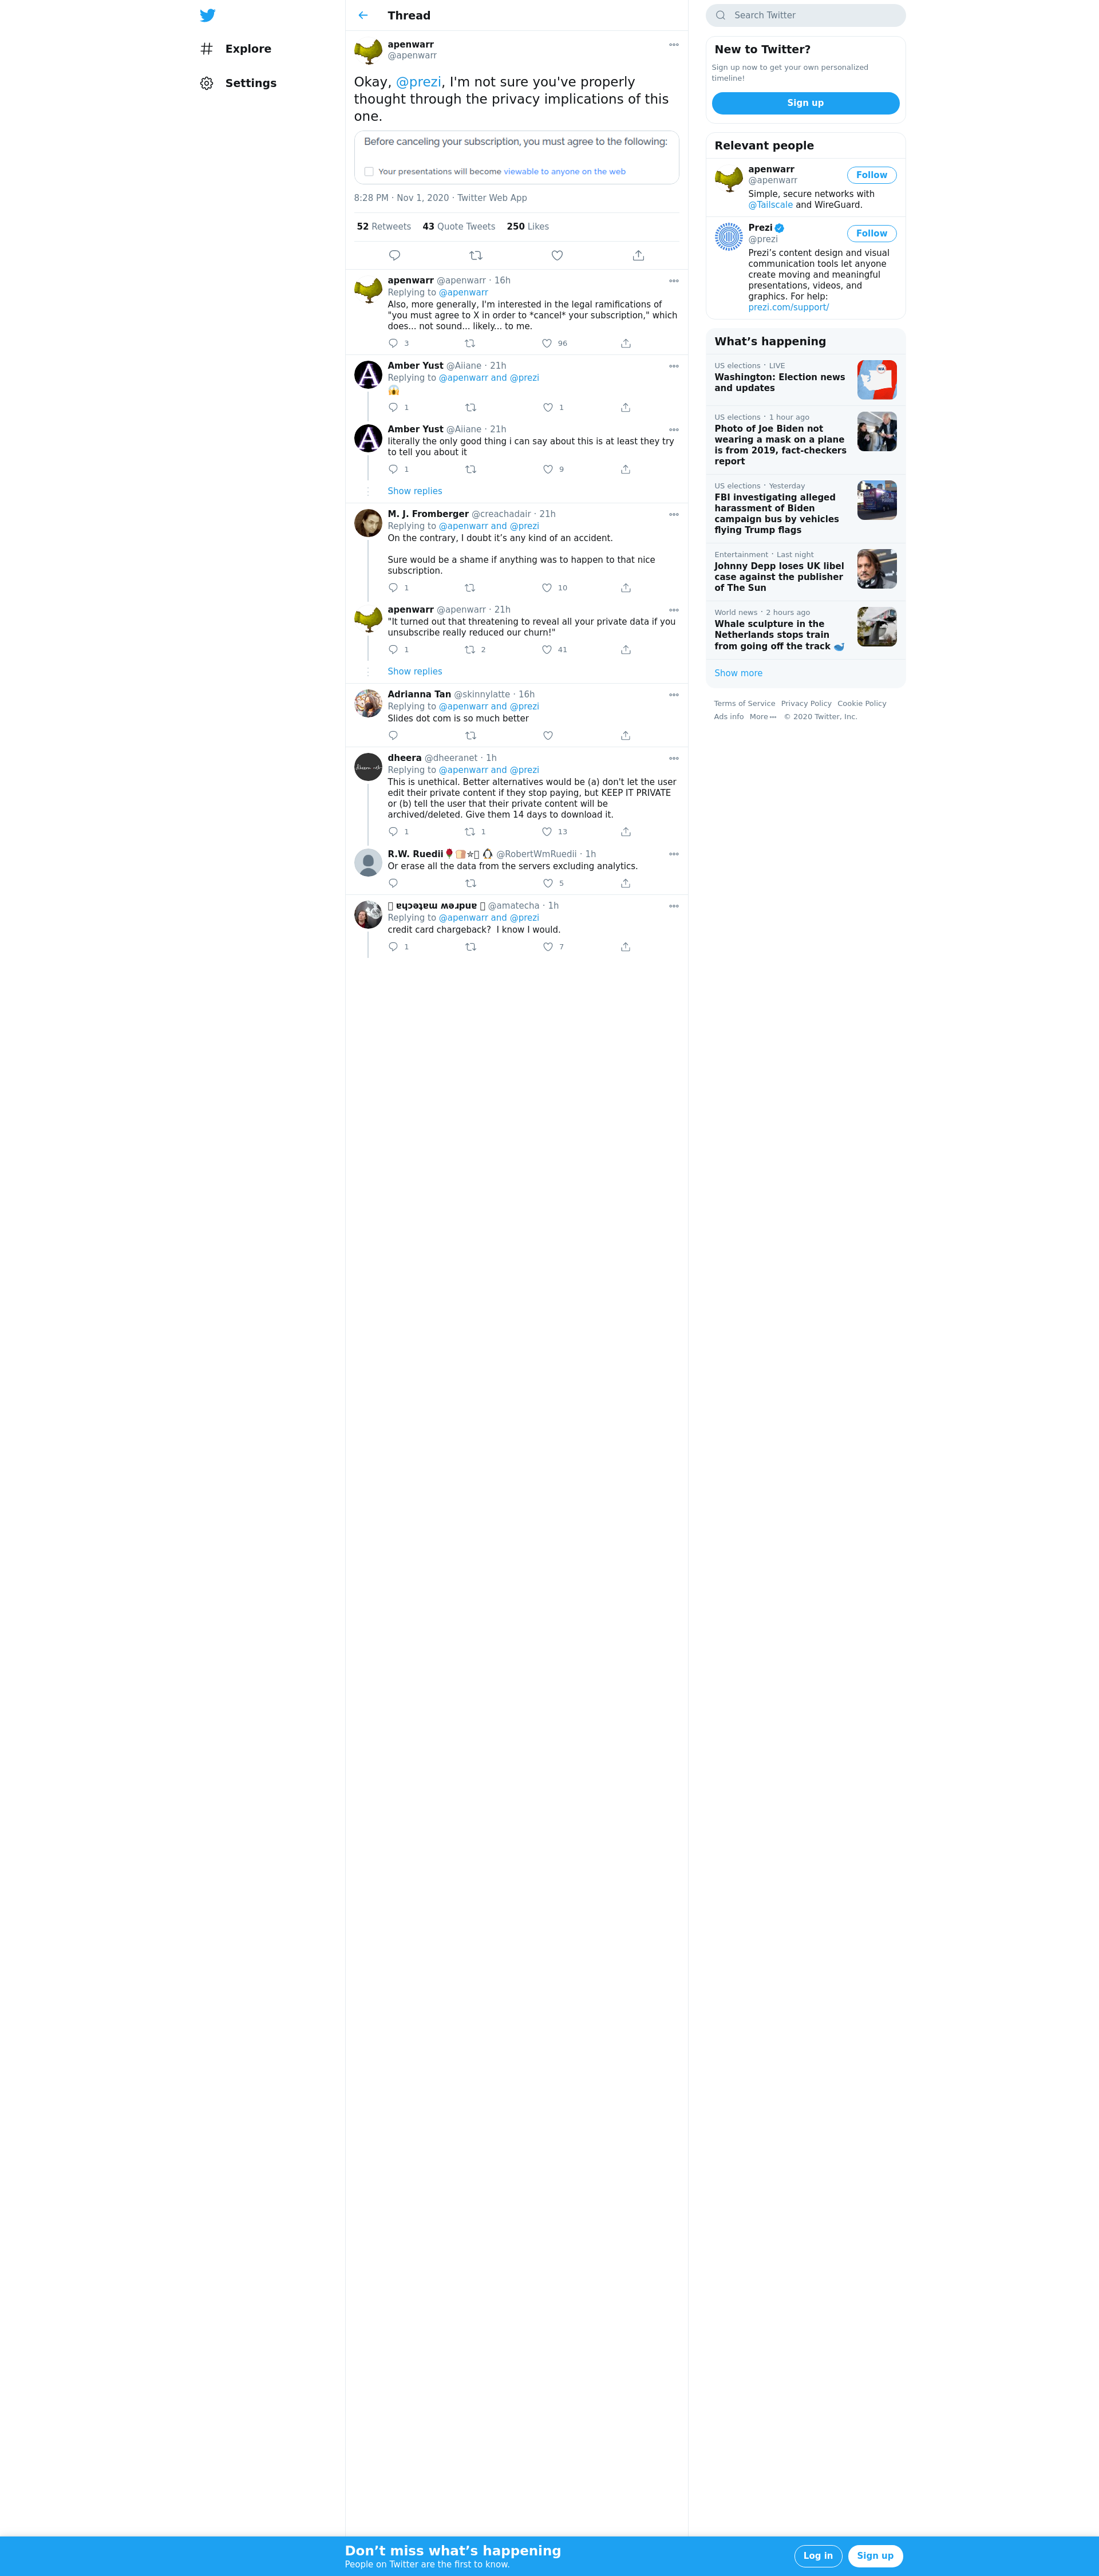 Explore
Settings
Thread
apenwarr
@apenwarr
Okay, @prezi, I'm not sure you've properly
thought through the privacy implications of this
one.
Before canceling your subscription, you must agree to the following:
Your presentations will become viewable to anyone on the web
8:28 PM · Nov 1, 2020 · Twitter Web App
52 Retweets 43 Quote Tweets 250 Likes
apenwarr @apenwarr · 16h
Replying to @apenwarr
Also, more generally, I'm interested in the legal ramifications of
"you must agree to X in order to *cancel* your subscription," which
does... not sound... likely... to me.
3 96
Amber Yust @Aiiane · 21h
Replying to @apenwarr and @prezi
😱
1 1
Amber Yust @Aiiane · 21h
literally the only good thing i can say about this is at least they try
to tell you about it
1 9
Show replies
M. J. Fromberger @creachadair · 21h
Replying to @apenwarr and @prezi
On the contrary, I doubt it’s any kind of an accident.
Sure would be a shame if anything was to happen to that nice
subscription.
1 10
apenwarr @apenwarr · 21h
"It turned out that threatening to reveal all your private data if you
unsubscribe really reduced our churn!"
1 2 41
Show replies
Adrianna Tan @skinnylatte · 16h
Replying to @apenwarr and @prezi
Slides dot com is so much better
dheera @dheeranet · 1h
Replying to @apenwarr and @prezi
This is unethical. Better alternatives would be (a) don't let the user
edit their private content if they stop paying, but KEEP IT PRIVATE
or (b) tell the user that their private content will be
archived/deleted. Give them 14 days to download it.
1 1 13
R.W. Ruedii🌹🍞✮ 🐧 @RobertWmRuedii · 1h
Or erase all the data from the servers excluding analytics.
5
ɐɥɔǝʇɐɯ ʍǝɹpuɐ @amatecha · 1h
Replying to @apenwarr and @prezi
credit card chargeback?  I know I would.
1 7
Search Twitter
New to Twitter?
Sign up now to get your own personalized
timeline!
Sign up
Relevant people
apenwarr
@apenwarr
Follow
Simple, secure networks with
@Tailscale and WireGuard.
Prezi
@prezi
Follow
Prezi’s content design and visual
communication tools let anyone
create moving and meaningful
presentations, videos, and
graphics. For help:
prezi.com/support/
What’s happening
US elections · LIVE
Washington: Election news
and updates
US elections · 1 hour ago
Photo of Joe Biden not
wearing a mask on a plane
is from 2019, fact-checkers
report
US elections · Yesterday
FBI investigating alleged
harassment of Biden
campaign bus by vehicles
flying Trump flags
Entertainment · Last night
Johnny Depp loses UK libel
case against the publisher
of The Sun
World news · 2 hours ago
Whale sculpture in the
Netherlands stops train
from going off the track 🐳
Show more
Terms of Service Privacy Policy Cookie Policy
Ads info More ••• © 2020 Twitter, Inc.
Don’t miss what’s happening
People on Twitter are the first to know.
Log in
Sign up